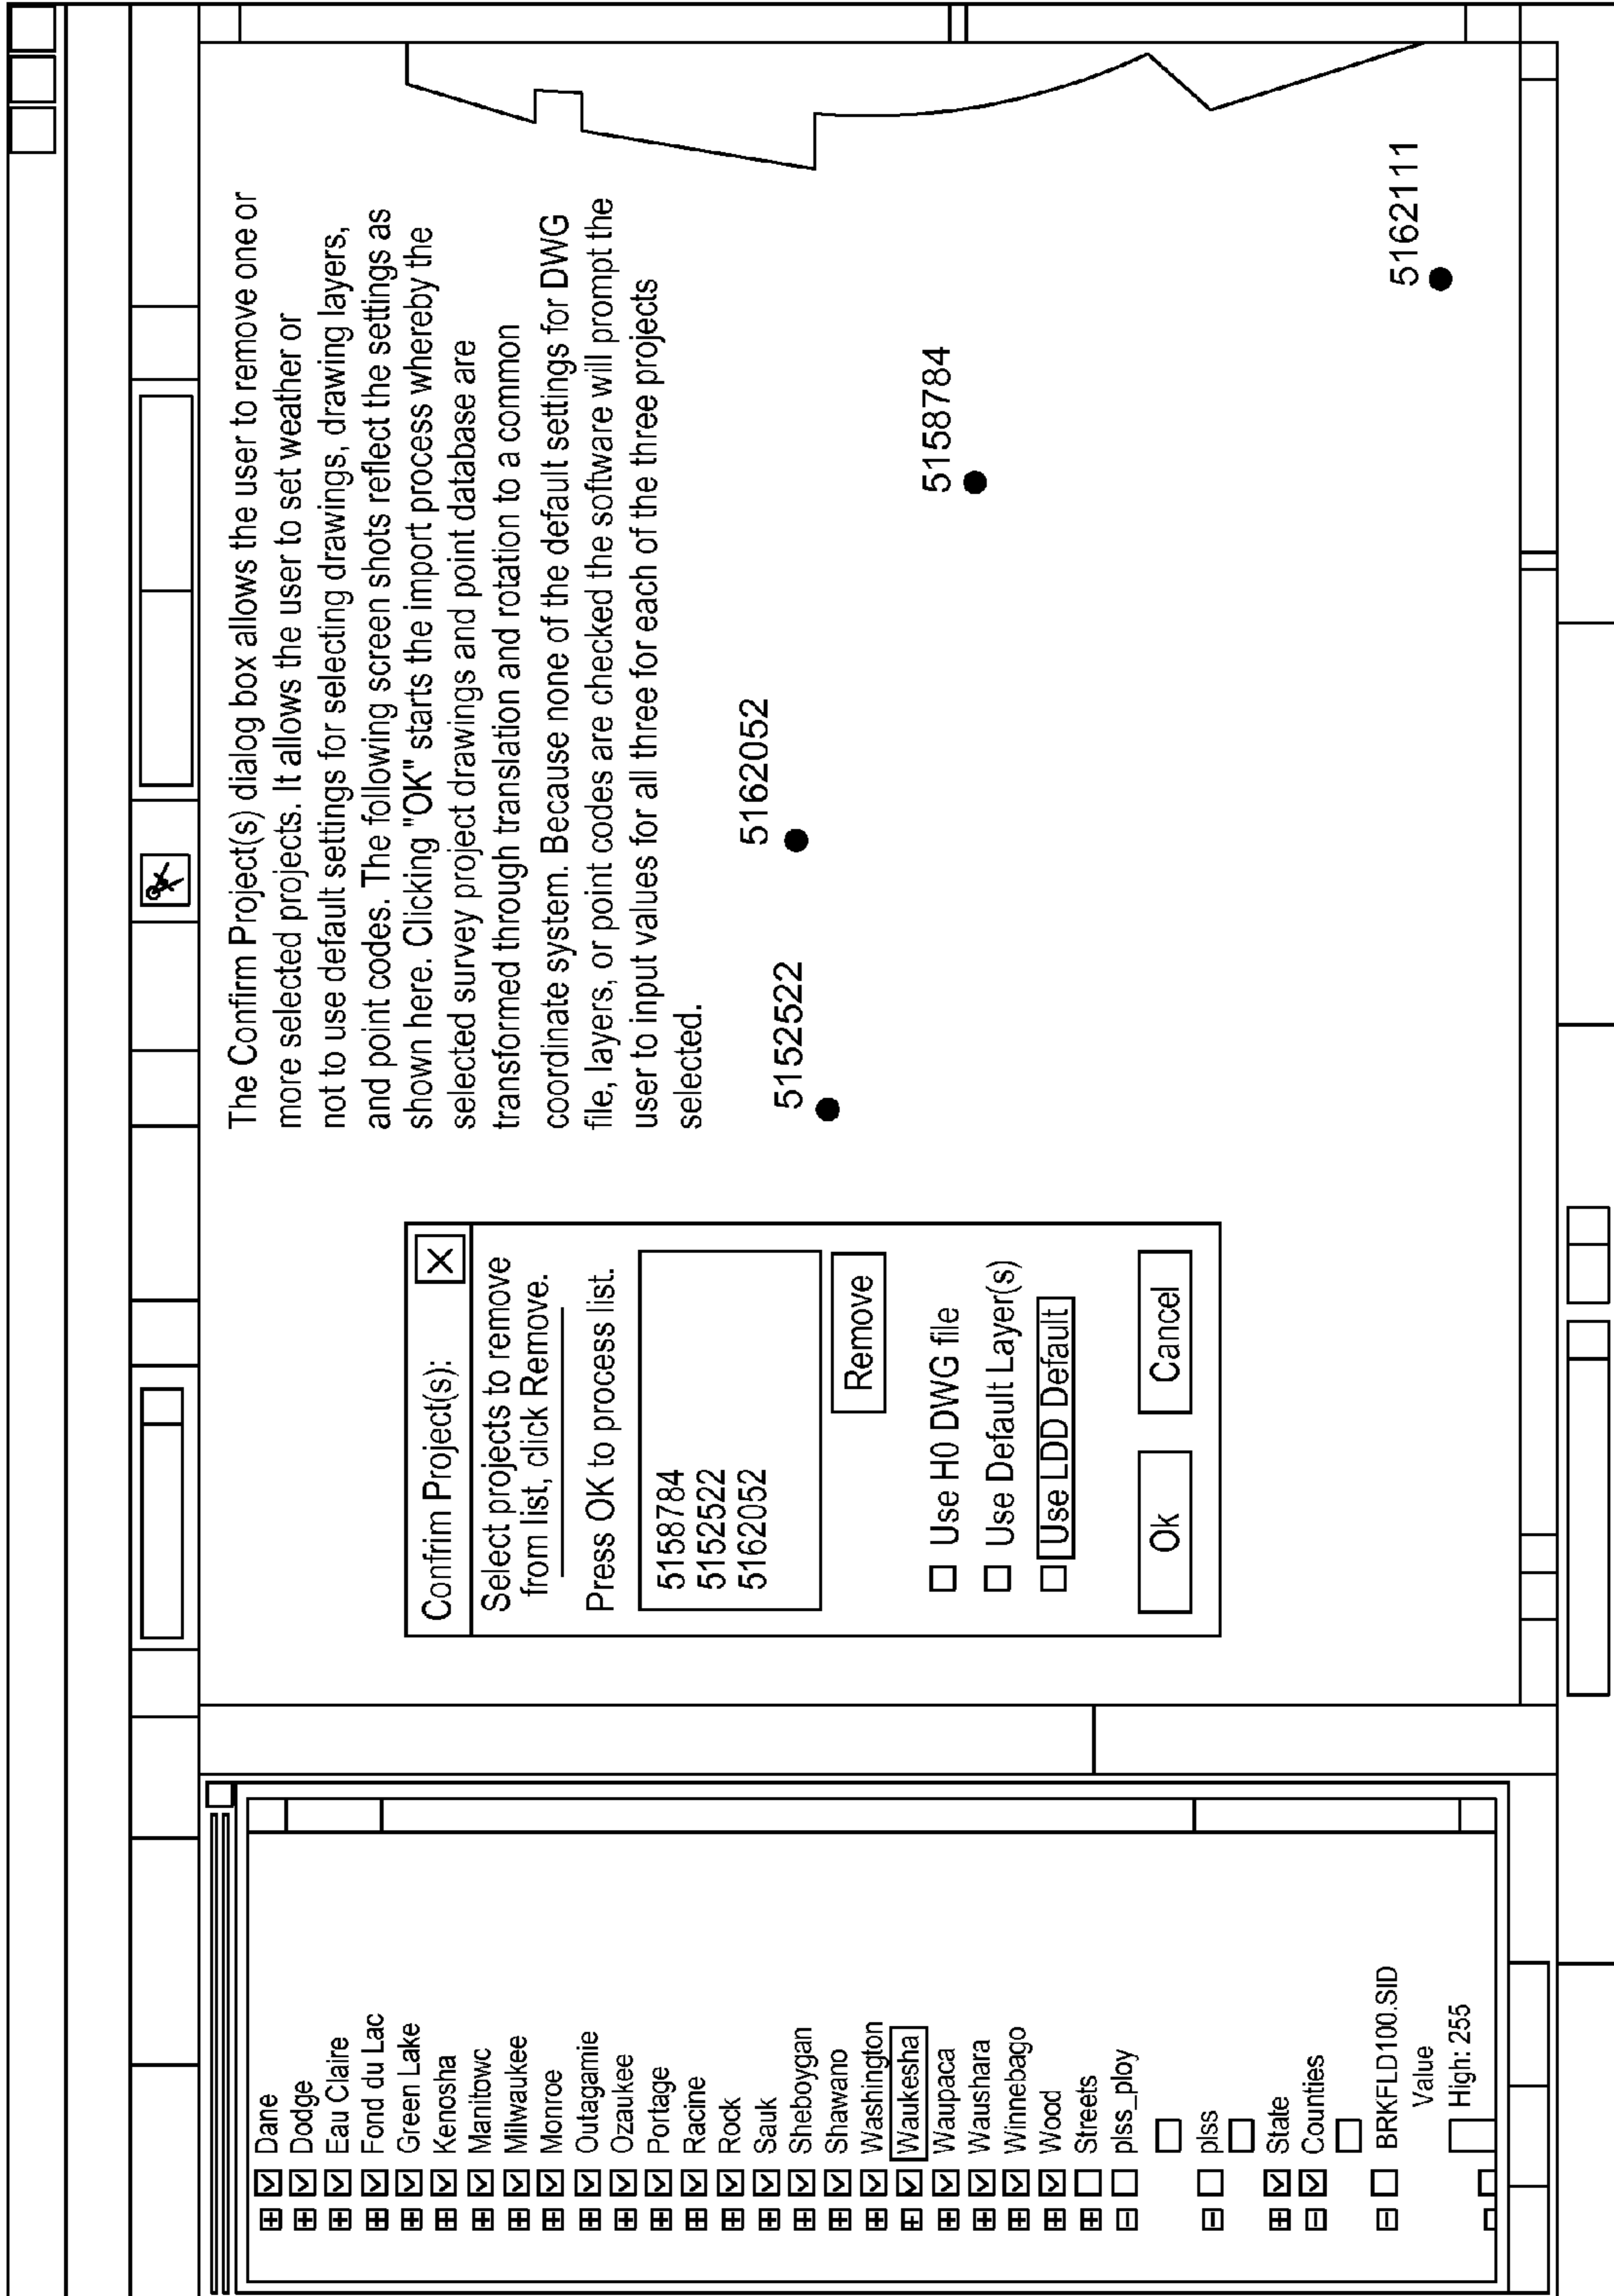 Dane
Dodge
Eau Claire
Fond du Lac
Green Lake
Kenosha
Manitowc
Milwaukee
Monroe
Outagamie
Ozaukee
Portage
Racine
Rock
Sauk
Sheboygan
Shawano
Washington
Waukesha
Waupaca
Waushara
Winnebago
Wood
Streets
plss_ploy
plss
State
Counties
BRKFLD100.SID
Value
High: 255
Confrim Project(s):
Select projects to remove
from list, click Remove.
Press OK to process list.
5158784
5152522
5162052
Remove
Use H0 DWG file
Use Default Layer(s)
Use LDD Default
Ok
Cancel
The Confirm Project(s) dialog box allows the user to remove one or
more selected projects. It allows the user to set weather or
not to use default settings for selecting drawings, drawing layers,
and point codes. The following screen shots reflect the settings as
shown here. Clicking "OK" starts the import process whereby the
selected survey project drawings and point database are
transformed through translation and rotation to a common
coordinate system. Because none of the default settings for DWG
file, layers, or point codes are checked the software will prompt the
user to input values for all three for each of the three projects
selected.
5152522
5162052
5158784
5162111